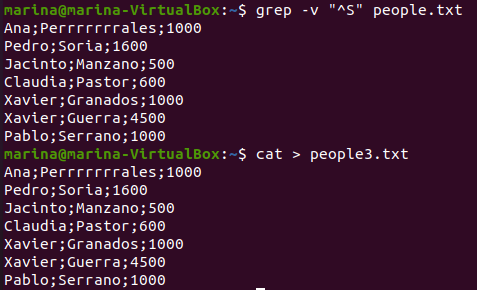 marina@marina-VirtualBox:~$ grep -v "^S" people.txt
Ana;Perrrrrrrales;1000
Pedro;Soria;1600
Jacinto;Manzano;500
Claudia;Pastor;600
Xavier;Granados;1000
Xavier;Guerra;4500
Pablo;Serrano;1000
marina@marina-VirtualBox:~$ cat > people3.txt
Ana;Perrrrrrrales;1000
Pedro;Soria;1600
Jacinto;Manzano;500
Claudia;Pastor;600
Xavier;Granados;1000
Xavier;Guerra;4500
Pablo;Serrano;1000